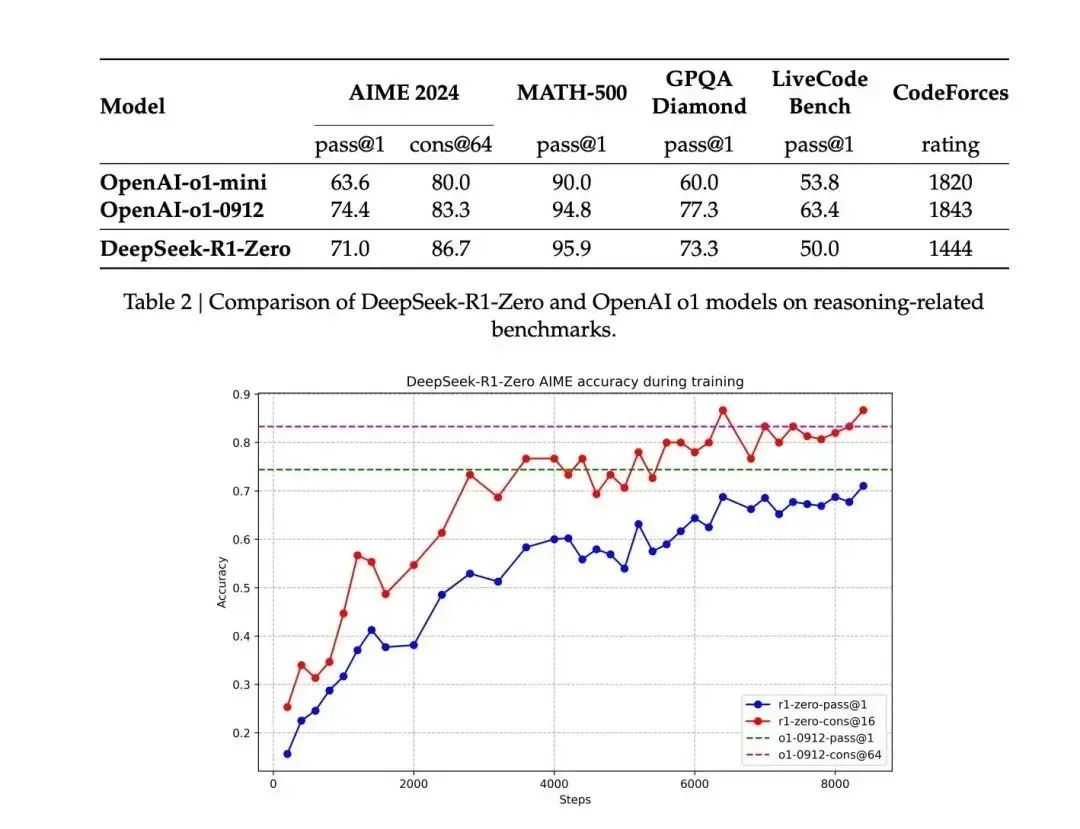 Model AIME 2024 MATH-500 GPQA Diamond LiveCode Bench CodeForces
pass@1 cons@64 pass@1 pass@1 pass@1 rating
OpenAI-o1-mini 63.6 80.0 90.0 60.0 53.8 1820
OpenAI-o1-0912 74.4 83.3 94.8 77.3 63.4 1843
DeepSeek-R1-Zero 71.0 86.7 95.9 73.3 50.0 1444
Table 2 | Comparison of DeepSeek-R1-Zero and OpenAI o1 models on reasoning-related
benchmarks.
DeepSeek-R1-Zero AIME accuracy during training
0.9
0.8
0.7
0.6
0.5
0.4
0.3
0.2
Accuracy
r1-zero-pass@1
r1-zero-cons@16
o1-0912-pass@1
o1-0912-cons@64
0 2000 4000 6000 8000
Steps